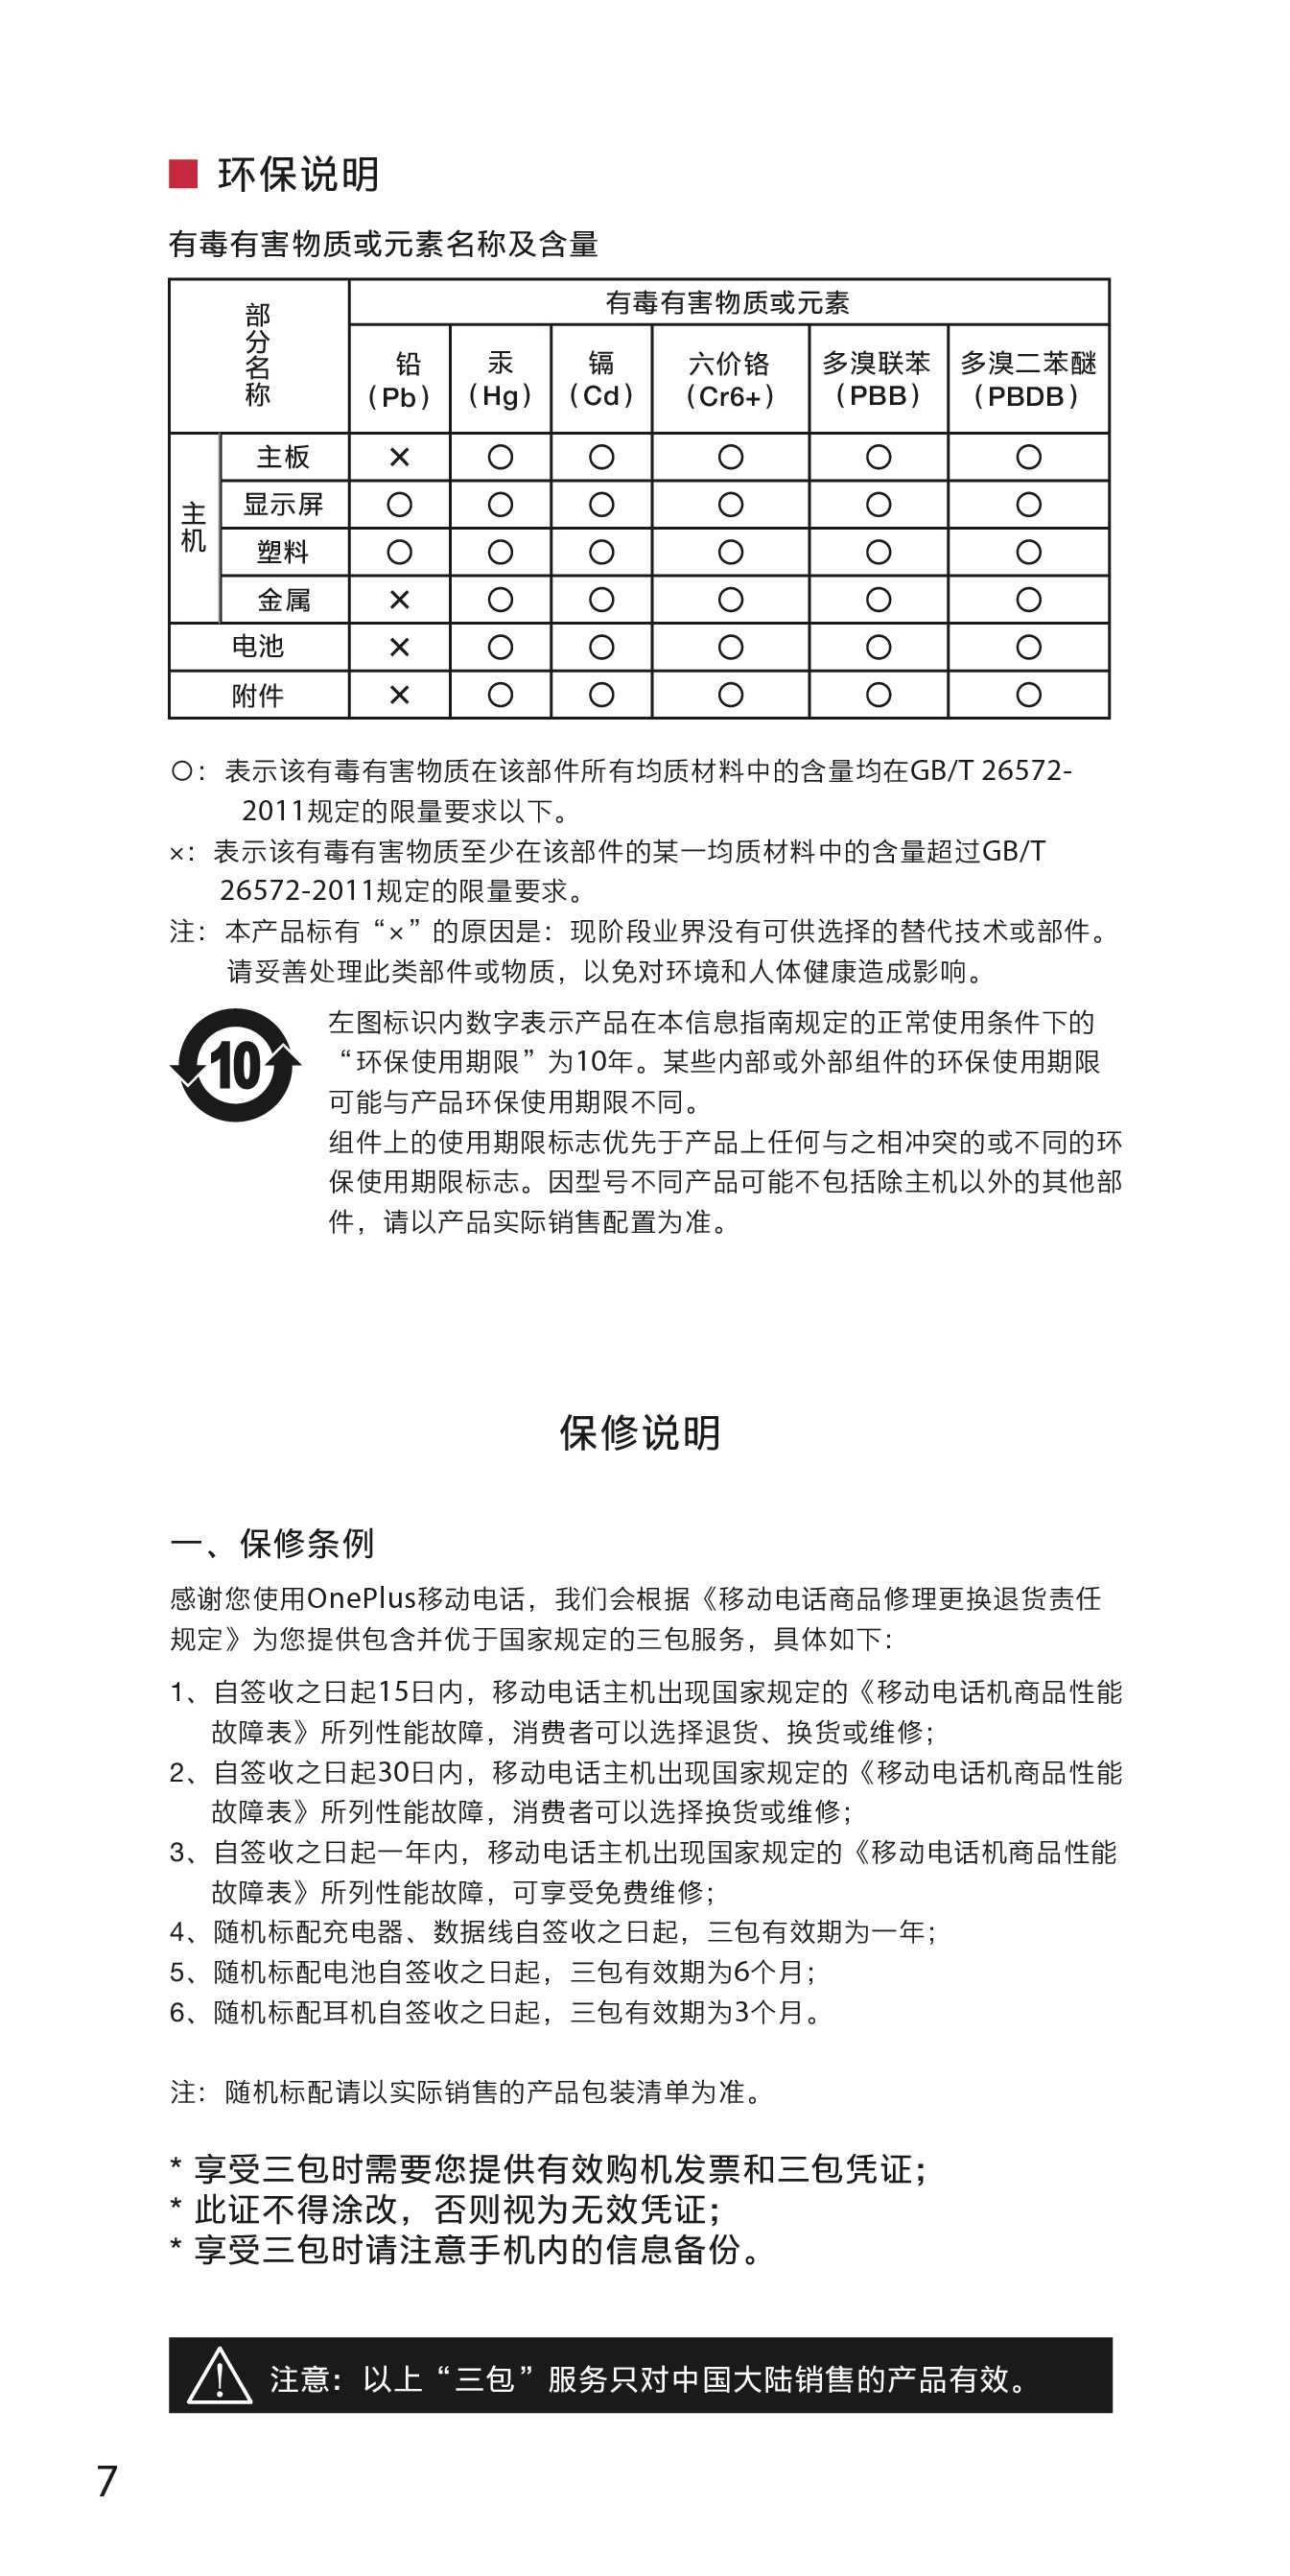 环保说明
有毒有害物质或元素名称及含量
部分名称 有毒有害物质或元素
铅 汞 镉 六价铬 多溴联苯 多溴二苯醚
（Pb） （Hg） （Cd） （Cr6+） （PBB） （PBDB）
主机
主板 × ○ ○ ○ ○ ○
显示屏 ○ ○ ○ ○ ○ ○
塑料 ○ ○ ○ ○ ○ ○
金属 × ○ ○ ○ ○ ○
电池 × ○ ○ ○ ○ ○
附件 × ○ ○ ○ ○ ○
○：表示该有毒有害物质在该部件所有均质材料中的含量均在GB/T 26572-
2011规定的限量要求以下。
×：表示该有毒有害物质至少在该部件的某一均质材料中的含量超过GB/T
26572-2011规定的限量要求。
注：本产品标有“×”的原因是：现阶段业界没有可供选择的替代技术或部件。
请妥善处理此类部件或物质，以免对环境和人体健康造成影响。
10
左图标识内数字表示产品在本信息指南规定的正常使用条件下的
“环保使用期限”为10年。某些内部或外部组件的环保使用期限
可能与产品环保使用期限不同。
组件上的使用期限标志优先于产品上任何与之相冲突的或不同的环
保使用期限标志。因型号不同产品可能不包括除主机以外的其他部
件，请以产品实际销售配置为准。
保修说明
一、保修条例
感谢您使用OnePlus移动电话，我们会根据《移动电话商品修理更换退货责任
规定》为您提供包含并优于国家规定的三包服务，具体如下：
1、自签收之日起15日内，移动电话主机出现国家规定的《移动电话机商品性能
故障表》所列性能故障，消费者可以选择退货、换货或维修；
2、自签收之日起30日内，移动电话主机出现国家规定的《移动电话机商品性能
故障表》所列性能故障，消费者可以选择换货或维修；
3、自签收之日起一年内，移动电话主机出现国家规定的《移动电话机商品性能
故障表》所列性能故障，可享受免费维修；
4、随机标配充电器、数据线自签收之日起，三包有效期为一年；
5、随机标配电池自签收之日起，三包有效期为6个月；
6、随机标配耳机自签收之日起，三包有效期为3个月。
注：随机标配请以实际销售的产品包装清单为准。
* 享受三包时需要您提供有效购机发票和三包凭证；
* 此证不得涂改，否则视为无效凭证；
* 享受三包时请注意手机内的信息备份。
注意：以上“三包”服务只对中国大陆销售的产品有效。
7